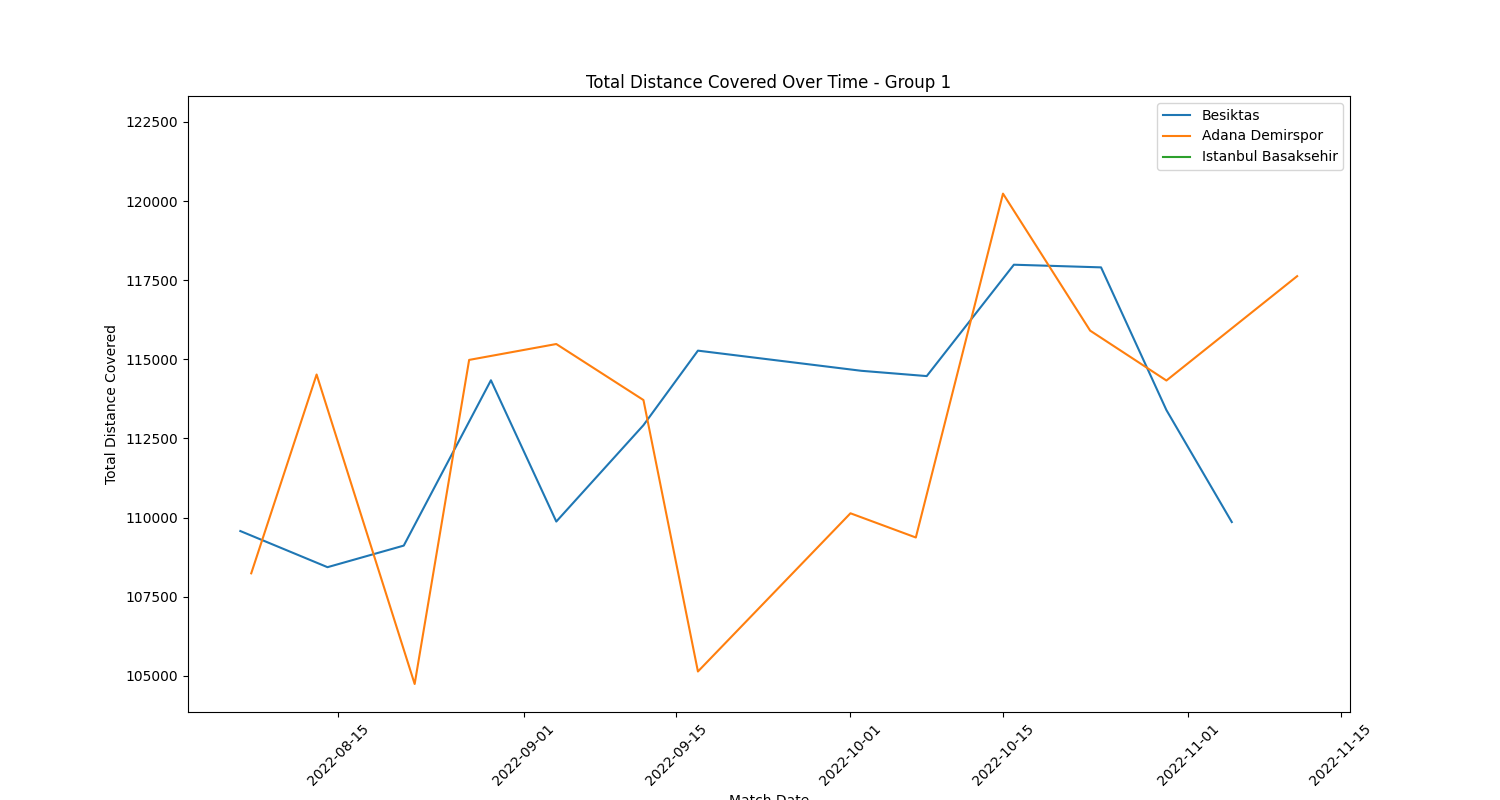 Total Distance Covered Over Time - Group 1
Besiktas
Adana Demirspor
Istanbul Basaksehir
122500
120000
117500
115000
112500
110000
107500
105000
Total Distance Covered
2022-08-15
2022-09-01
2022-09-15
2022-10-01
2022-10-15
2022-11-01
2022-11-15
Match Date